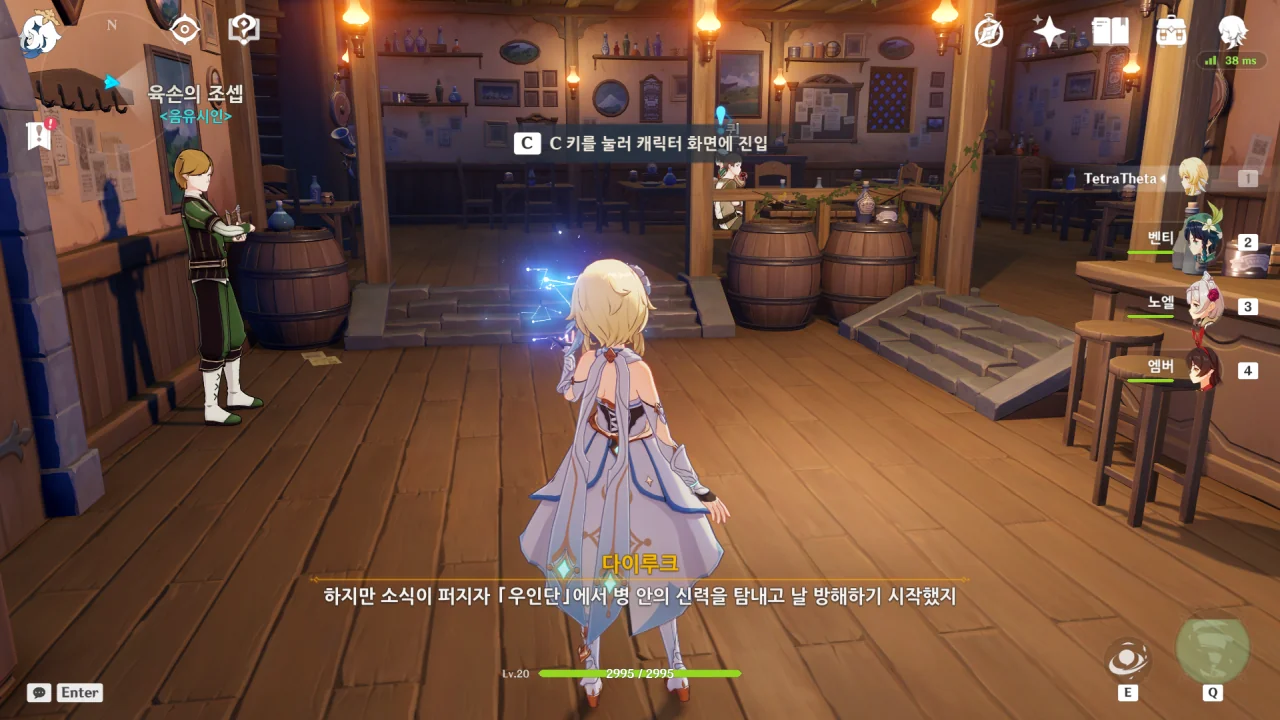 N
38 ms
육손의 조셉
<음유시인>
C C 키를 눌러 캐릭터 화면에 진입
TetraTheta 1
벤티 2
노엘 3
엠버 4
다이루크
하지만 소식이 퍼지자 「우인단」에서 병 안의 신력을 탐내고 날 방해하기 시작했지
Lv.20 2995 / 2995
Enter
E Q